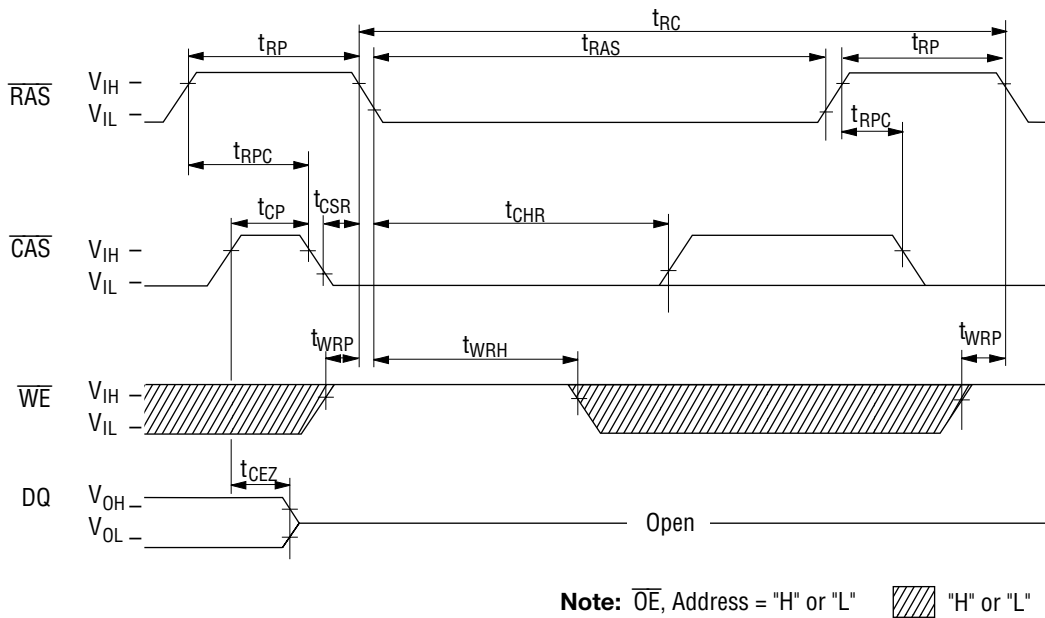 tRC
tRP tRAS tRP
RAS VIH
VIL
tRPC tRPC
tCP tCSR tCHR
CAS VIH
VIL
tWRP tWRH tWRP
WE VIH
VIL
tCEZ
DQ VOH
VOL
Open
Note: OE, Address = "H" or "L" "H" or "L"